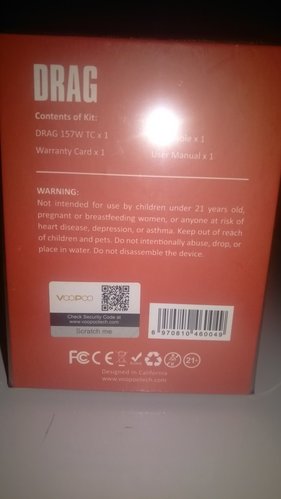 DRAG
Contents of Kit:
DRAG 157W TC x 1
x 1
Warranty Card x 1
User Manual x 1
WARNING:
Not intended for use by children under 21 years old,
pregnant or breastfeeding women, or anyone at risk of
heart disease, depression, or asthma. Keep out of reach
of children and pets. Do not intentionally abuse, drop, or
place in water. Do not disassemble the device.
VOOPOO
Check Security Code at
www.voopootech.com
Scratch me
6 970810 460049
FC CE 21+
Designed in California
www.voopootech.com